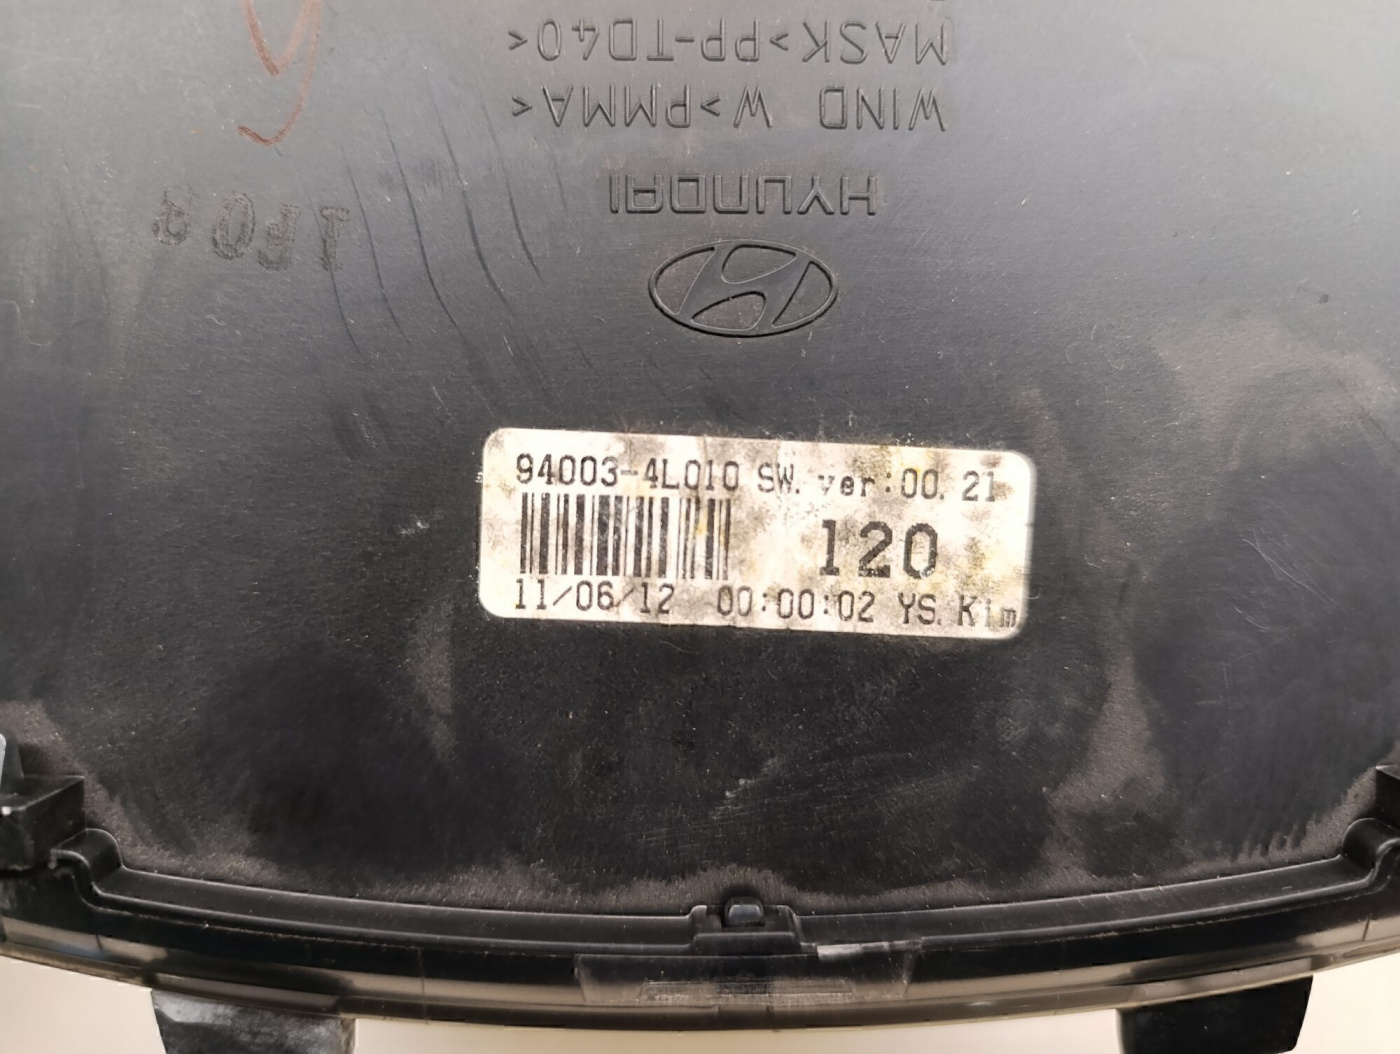 MASK>PP-TD40<
WIND W>PMMA<
HYUNDAI
1F08
94003-4L010 SW. ver:00.21
120
11/06/12 00:00:02 YS.Kim